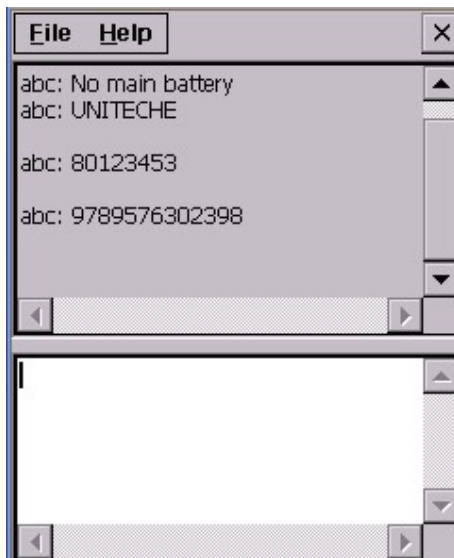 File Help
abc: No main battery
abc: UNITECHE
abc: 80123453
abc: 9789576302398